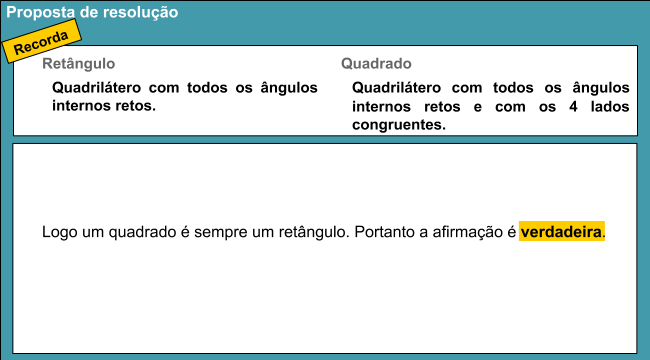 Proposta de resolução
Recorda
Retângulo
Quadrilátero com todos os ângulos
internos retos.
Quadrado
Quadrilátero com todos os ângulos
internos retos e com os 4 lados
congruentes.
Logo um quadrado é sempre um retângulo. Portanto a afirmação é verdadeira.